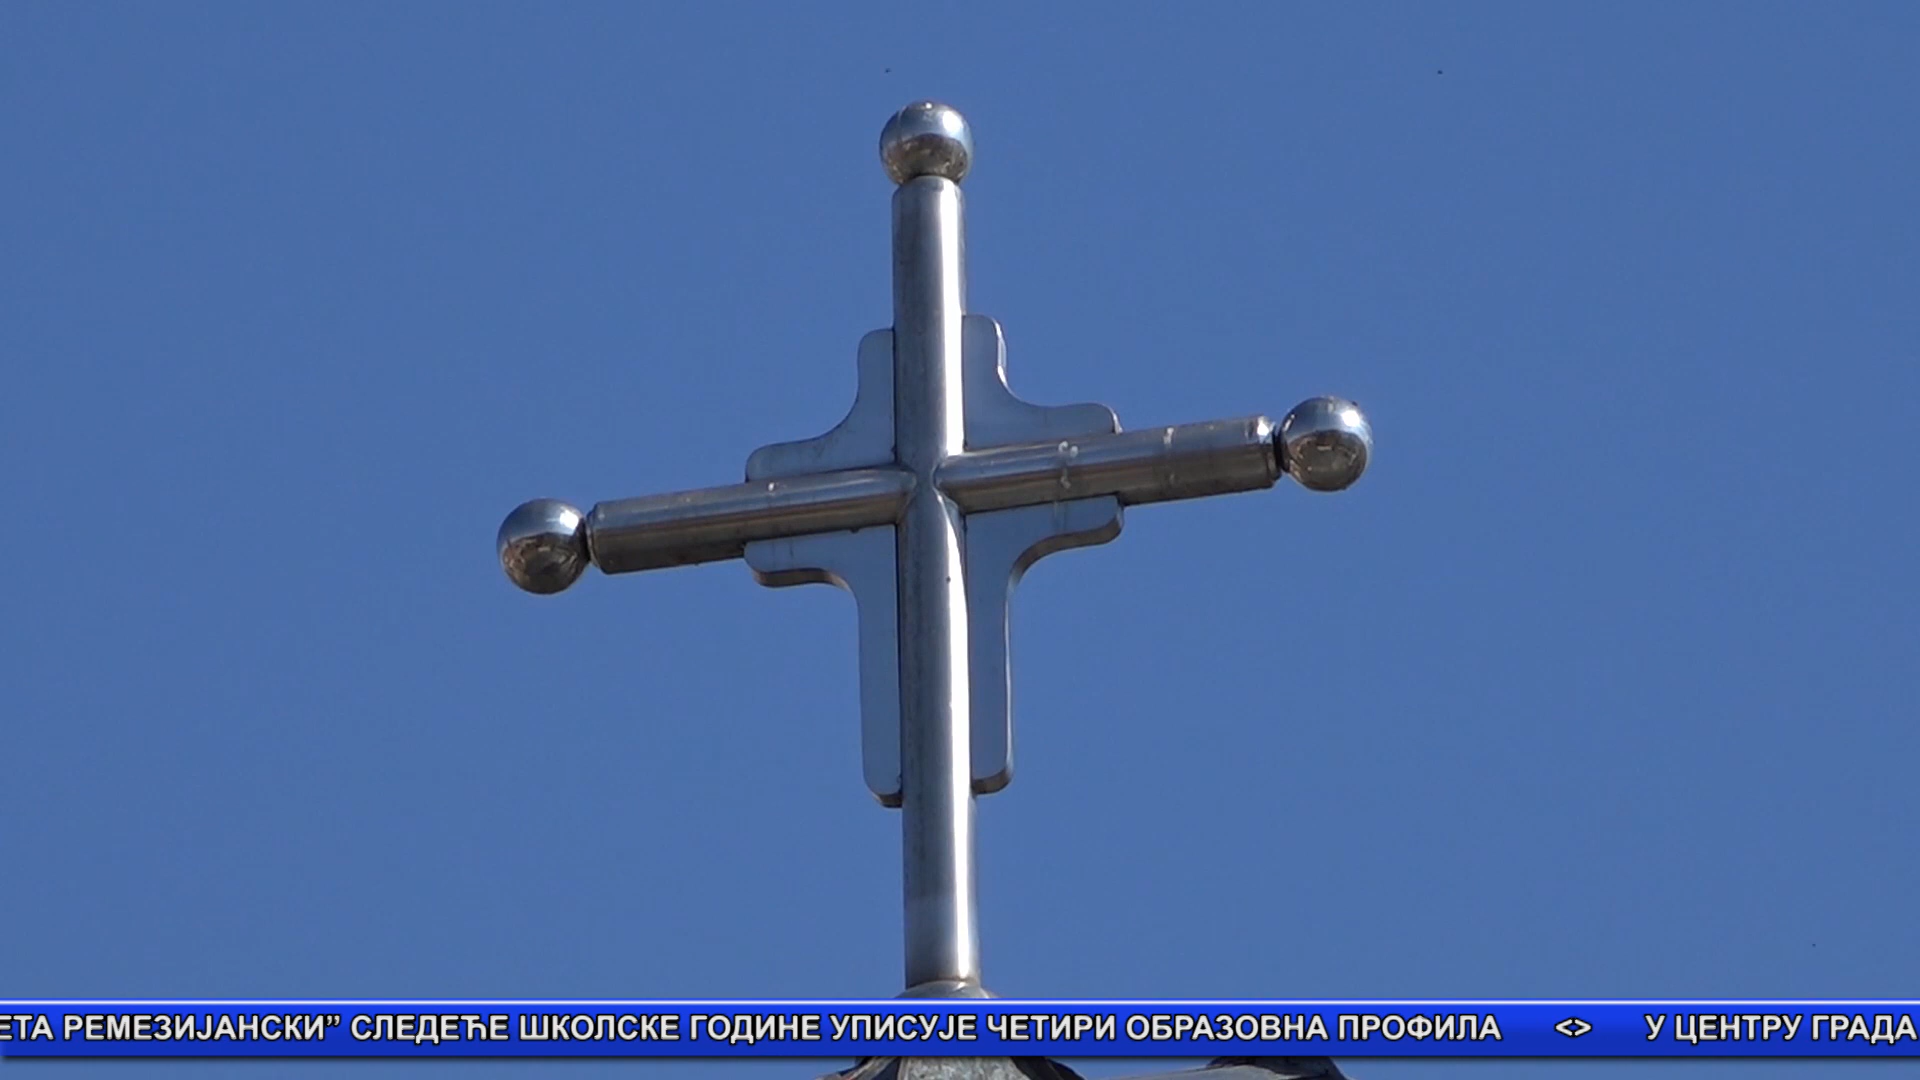 ЕТА РЕМЕЗИЈАНСКИ” СЛЕДЕЋЕ ШКОЛСКЕ ГОДИНЕ УПИСУЈЕ ЧЕТИРИ ОБРАЗОВНА ПРОФИЛА <> У ЦЕНТРУ ГРАДА